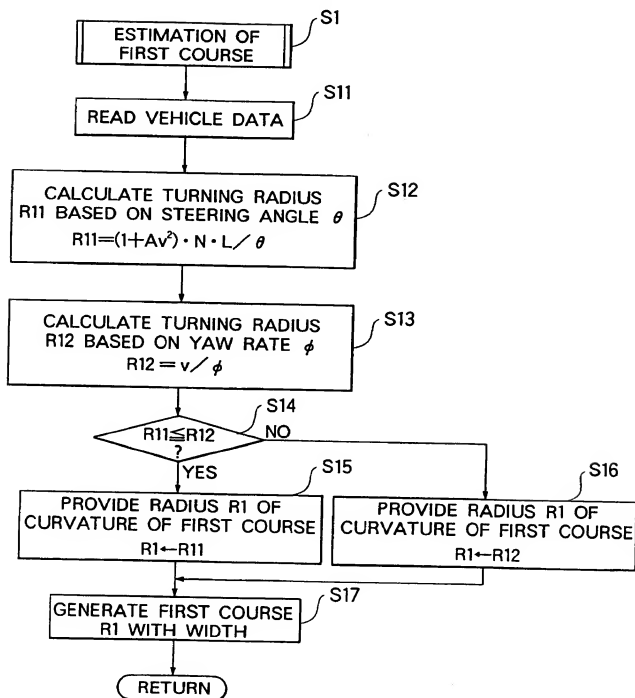 S1
ESTIMATION OF
FIRST COURSE
S11
READ VEHICLE DATA
S12
CALCULATE TURNING RADIUS
R11 BASED ON STEERING ANGLE θ
R11=(1+Av²)·N·L/θ
S13
CALCULATE TURNING RADIUS
R12 BASED ON YAW RATE φ
R12=v/φ
S14
R11≦R12
?
NO
YES
S15
PROVIDE RADIUS R1 OF
CURVATURE OF FIRST COURSE
R1←R11
S16
PROVIDE RADIUS R1 OF
CURVATURE OF FIRST COURSE
R1←R12
S17
GENERATE FIRST COURSE
R1 WITH WIDTH
RETURN